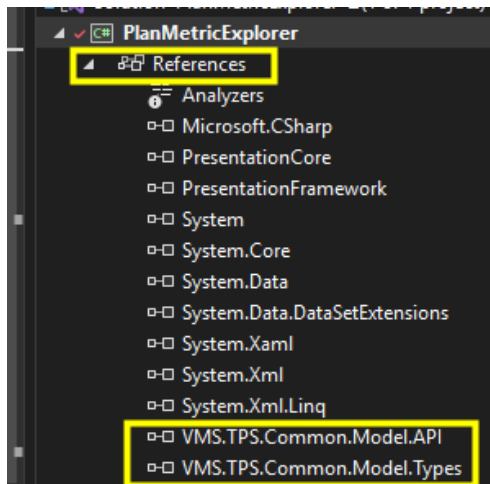 C# PlanMetricExplorer
References
Analyzers
Microsoft.CSharp
PresentationCore
PresentationFramework
System
System.Core
System.Data
System.Data.DataSetExtensions
System.Xaml
System.Xml
System.Xml.Linq
VMS.TPS.Common.Model.API
VMS.TPS.Common.Model.Types